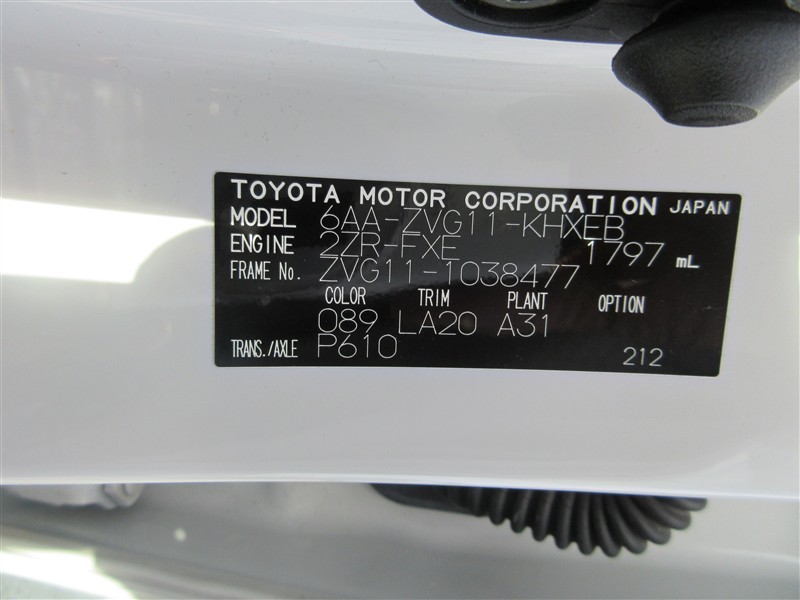 TOYOTA MOTOR CORPORATION JAPAN
MODEL 6AA-ZVG11-KHXEB
ENGINE 2ZR-FXE 1797 mL
FRAME No. ZVG11-1038477
COLOR TRIM PLANT OPTION
089 LA20 A31
TRANS./AXLE P610 212